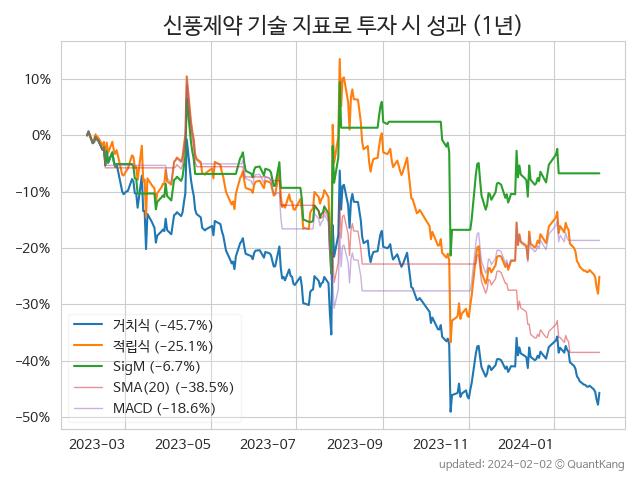 신풍제약 기술 지표로 투자 시 성과 (1년)
10%
0%
−10%
−20%
−30%
−40%
−50%
거치식 (−45.7%)
적립식 (−25.1%)
SigM (−6.7%)
SMA(20) (−38.5%)
MACD (−18.6%)
2023−03
2023−05
2023−07
2023−09
2023−11
2024−01
updated: 2024−02−02 © QuantKang